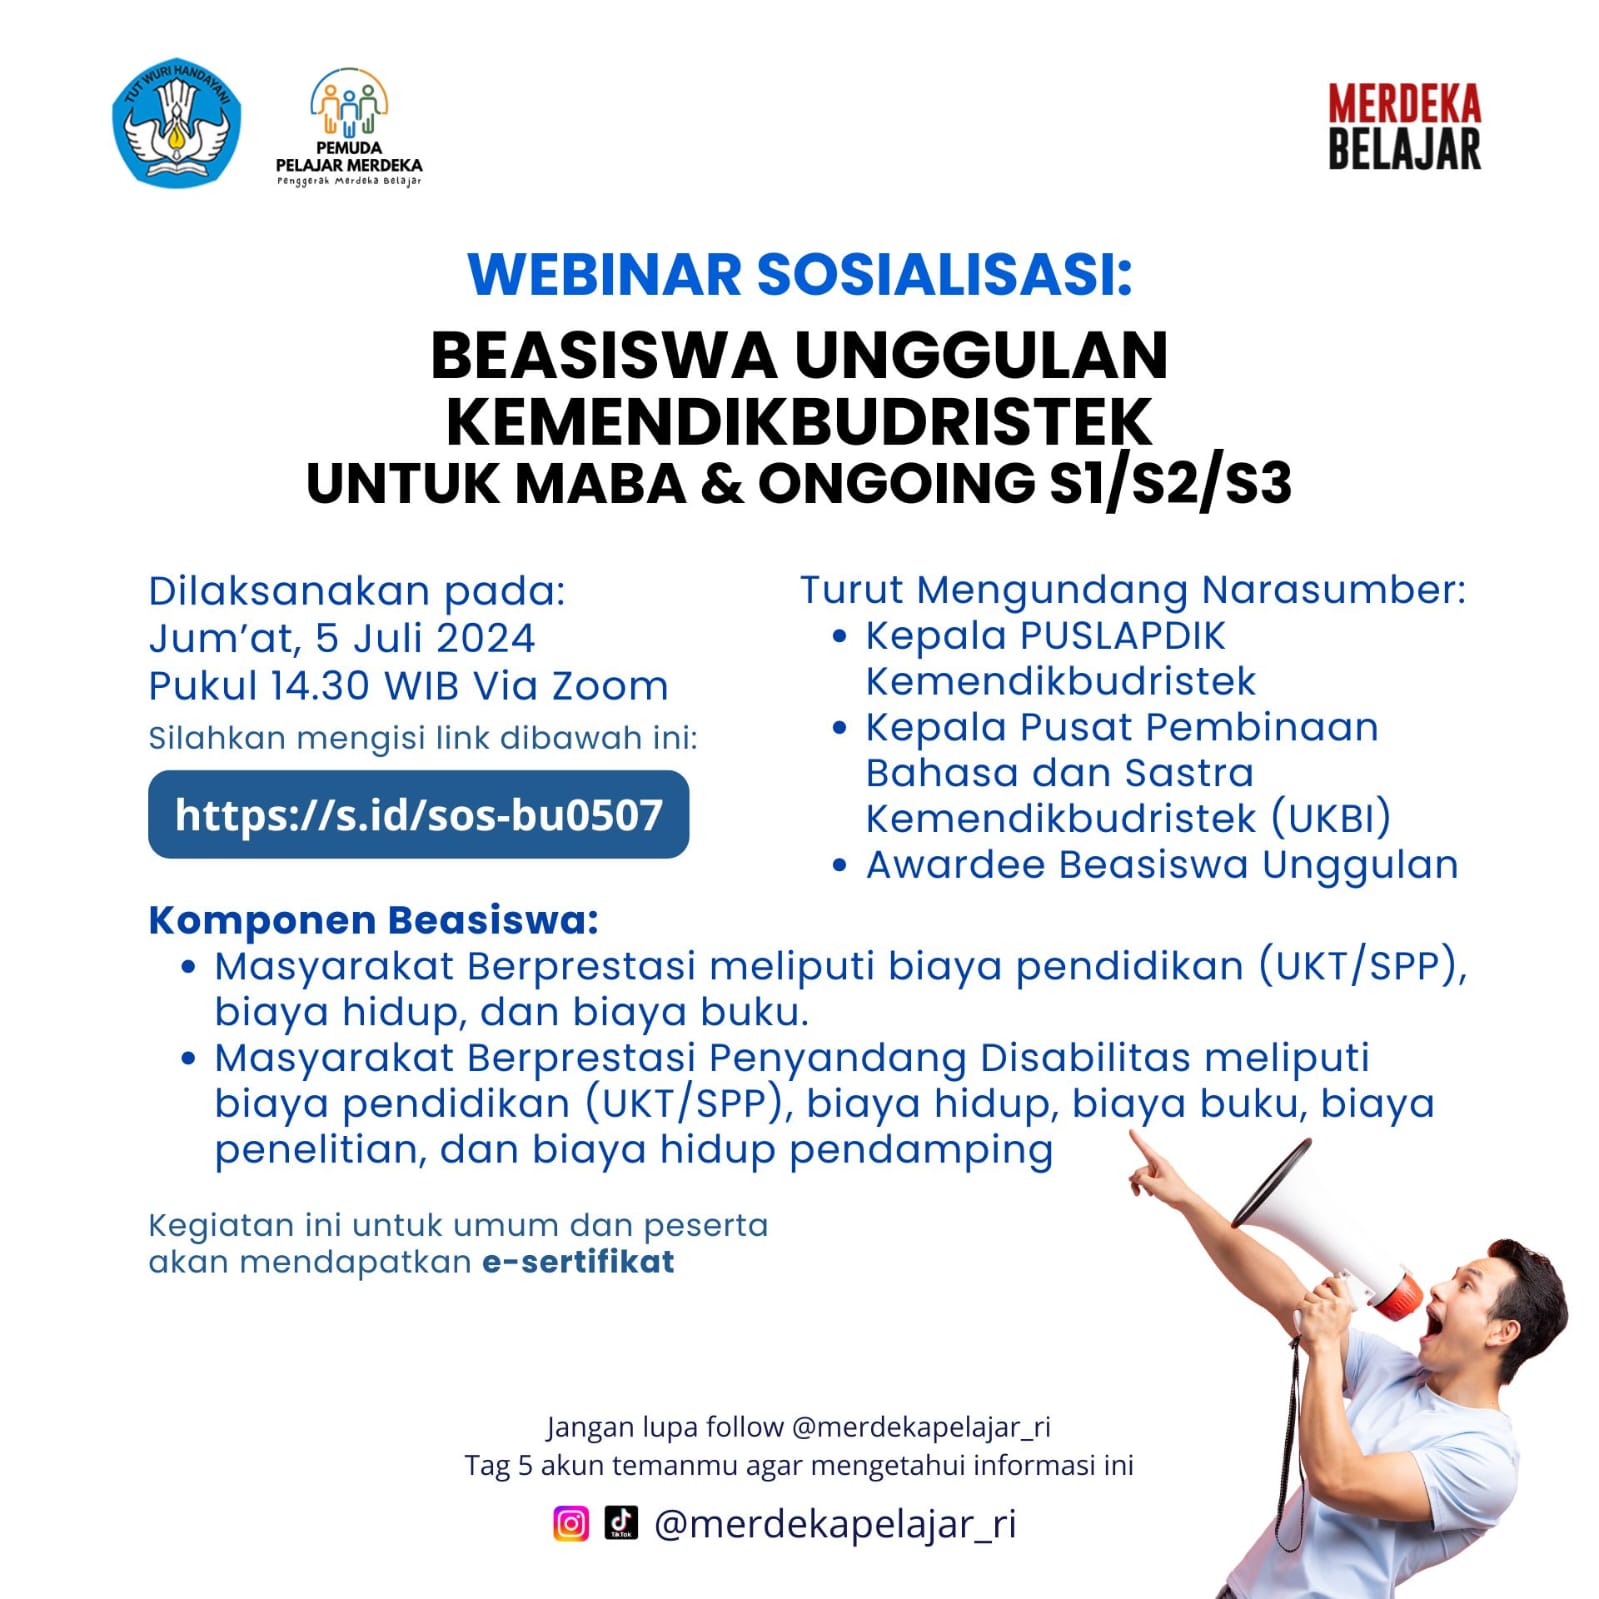 TUT WURI HANDAYANI
PEMUDA
PELAJAR MERDEKA
Penggerak Merdeka Belajar
MERDEKA
BELAJAR
WEBINAR SOSIALISASI:
BEASISWA UNGGULAN
KEMENDIKBUDRISTEK
UNTUK MABA & ONGOING S1/S2/S3
Dilaksanakan pada:
Jum’at, 5 Juli 2024
Pukul 14.30 WIB Via Zoom
Silahkan mengisi link dibawah ini:
https://s.id/sos-bu0507
Turut Mengundang Narasumber:
• Kepala PUSLAPDIK
Kemendikbudristek
• Kepala Pusat Pembinaan
Bahasa dan Sastra
Kemendikbudristek (UKBI)
• Awardee Beasiswa Unggulan
Komponen Beasiswa:
• Masyarakat Berprestasi meliputi biaya pendidikan (UKT/SPP),
biaya hidup, dan biaya buku.
• Masyarakat Berprestasi Penyandang Disabilitas meliputi
biaya pendidikan (UKT/SPP), biaya hidup, biaya buku, biaya
penelitian, dan biaya hidup pendamping
Kegiatan ini untuk umum dan peserta
akan mendapatkan e-sertifikat
Jangan lupa follow @merdekapelajar_ri
Tag 5 akun temanmu agar mengetahui informasi ini
TikTok
@merdekapelajar_ri